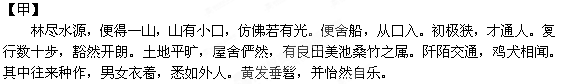 【甲】
林尽水源，便得一山，山有小口，仿佛若有光。便舍船，从口入。初极狭，才通人。复
行数十步，豁然开朗。土地平旷，屋舍俨然，有良田美池桑竹之属。阡陌交通，鸡犬相闻。
其中往来种作，男女衣着，悉如外人。黄发垂髫，并怡然自乐。